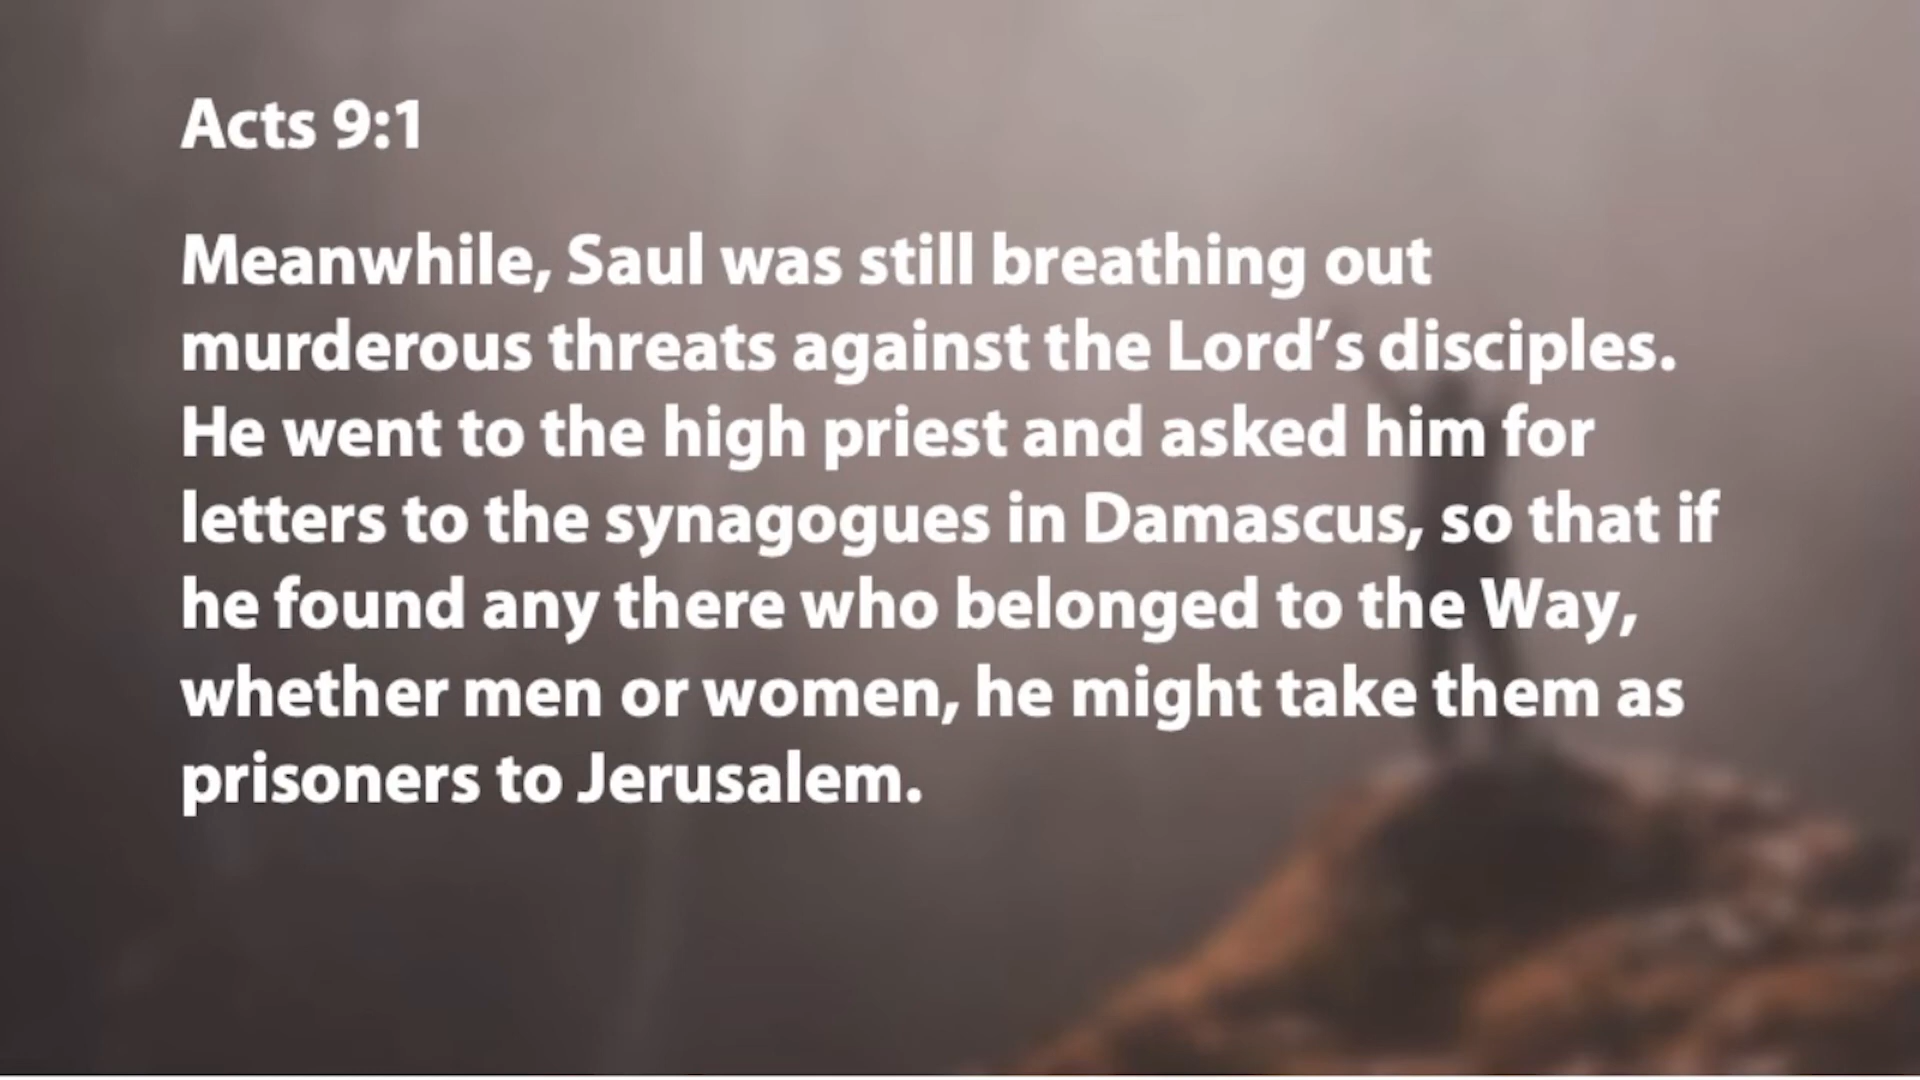 Acts 9:1
Meanwhile, Saul was still breathing out
murderous threats against the Lord’s disciples.
He went to the high priest and asked him for
letters to the synagogues in Damascus, so that if
he found any there who belonged to the Way,
whether men or women, he might take them as
prisoners to Jerusalem.